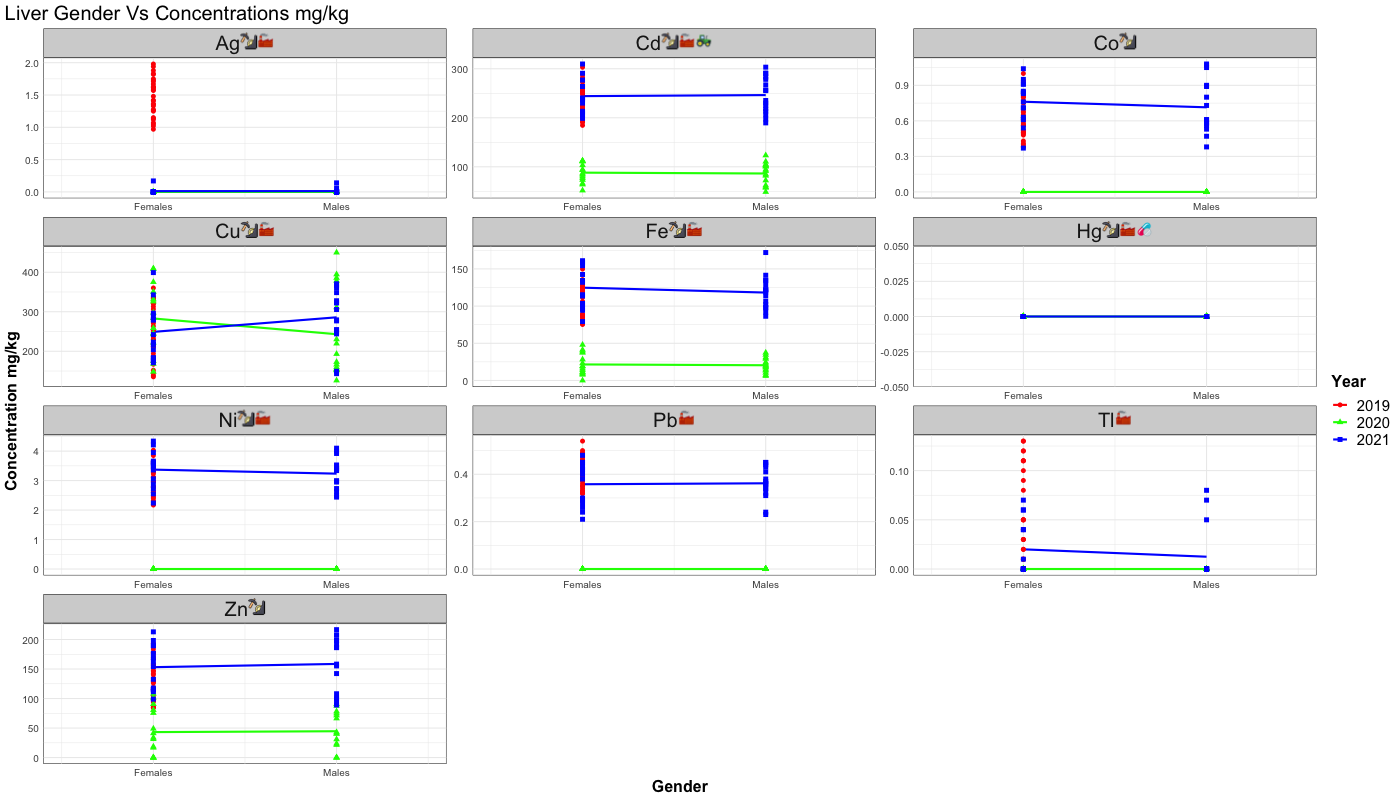 Liver Gender Vs Concentrations mg/kg
Ag Cd Co
2.0
1.5
1.0
0.5
0.0
Females Males
300
200
100
Females Males
0.9
0.6
0.3
0.0
Females Males
Cu Fe Hg
400
300
200
Females Males
150
100
50
0
Females Males
0.050
0.025
0.000
-0.025
-0.050
Females Males
Ni Pb Tl
4
3
2
1
0
Females Males
0.4
0.2
0.0
Females Males
0.10
0.05
0.00
Females Males
Zn
200
150
100
50
0
Females Males
Concentration mg/kg
Gender
Year
2019
2020
2021